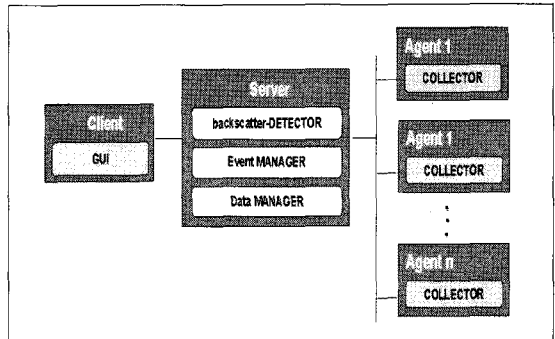 Client
GUI
Server
backscatter-DETECTOR
Event MANAGER
Data MANAGER
Agent 1
COLLECTOR
Agent 1
COLLECTOR
Agent n
COLLECTOR